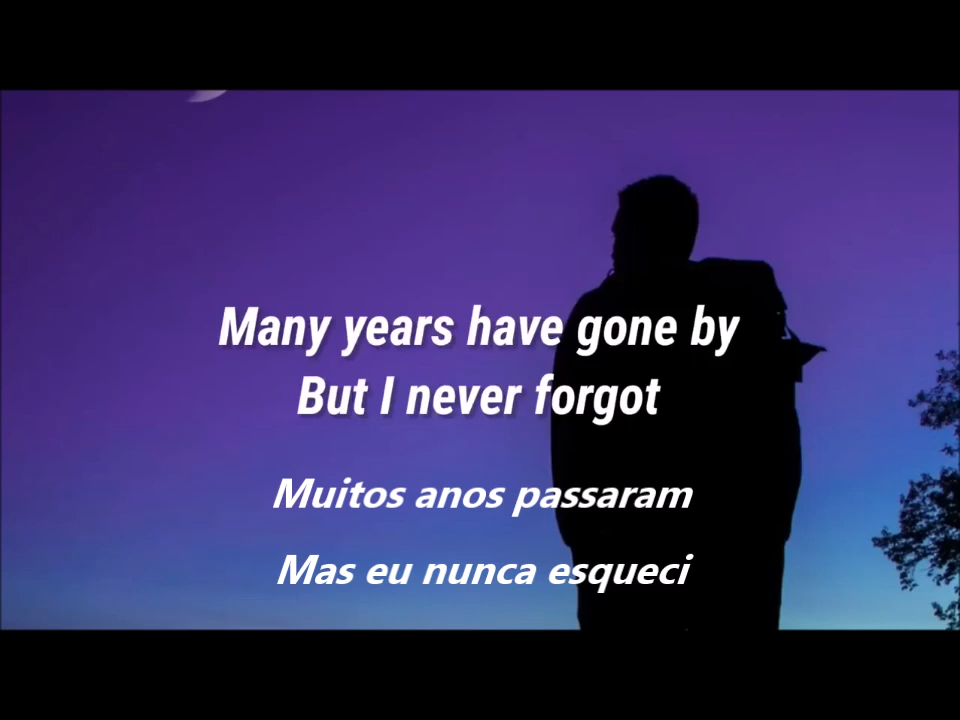 Many years have gone by
But I never forgot
Muitos anos passaram
Mas eu nunca esqueci